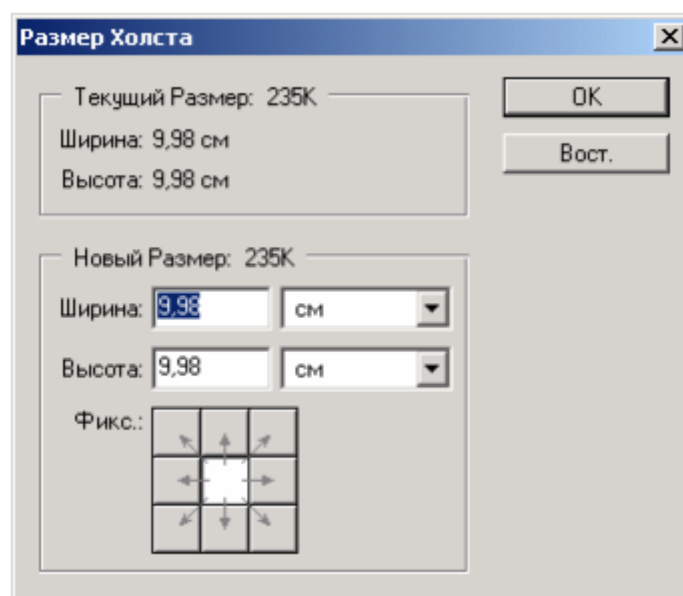 Размер Холста
Текущий Размер: 235K
OK
Ширина: 9,98 см
Вост.
Высота: 9,98 см
Новый Размер: 235K
Ширина: 9,98 см
Высота: 9,98 см
Фикс.: